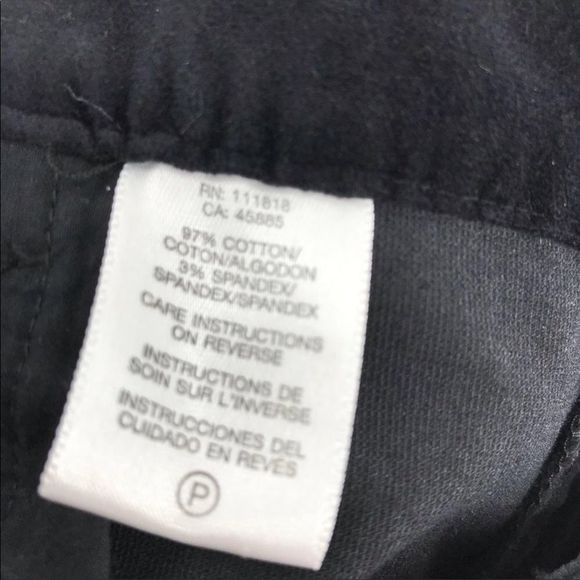 RN: 111818
CA: 45885
97% COTTON/
COTON/ALGODON
3% SPANDEX/
SPANDEX/SPANDEX
CARE INSTRUCTIONS
ON REVERSE
INSTRUCTIONS DE
SOIN SUR L'INVERSE
INSTRUCCIONES DEL
CUIDADO EN REVÉS
P